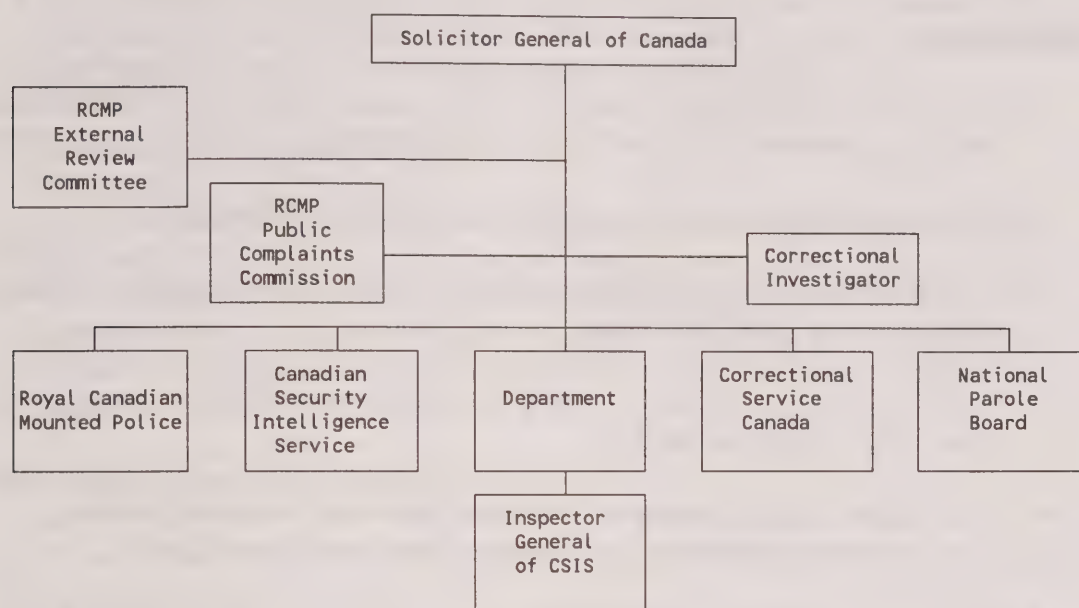 Solicitor General of Canada
RCMP
External
Review
Committee
RCMP
Public
Complaints
Commission
Correctional
Investigator
Royal Canadian
Mounted Police
Canadian
Security
Intelligence
Service
Department
Correctional
Service
Canada
National
Parole
Board
Inspector
General
of CSIS